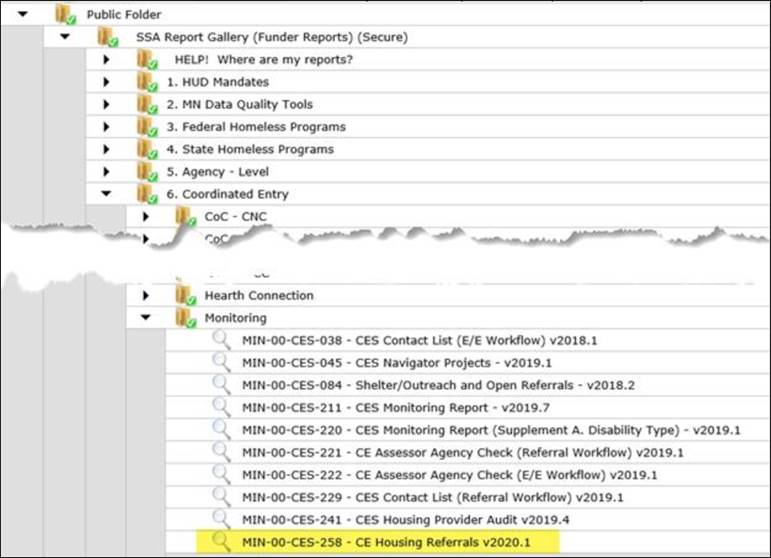 Public Folder
SSA Report Gallery (Funder Reports) (Secure)
HELP!  Where are my reports?
1. HUD Mandates
2. MN Data Quality Tools
3. Federal Homeless Programs
4. State Homeless Programs
5. Agency - Level
6. Coordinated Entry
CoC - CNC
CoC
Hearth Connection
Monitoring
MIN-00-CES-038 - CES Contact List (E/E Workflow) v2018.1
MIN-00-CES-045 - CES Navigator Projects - v2019.1
MIN-00-CES-084 - Shelter/Outreach and Open Referrals - v2018.2
MIN-00-CES-211 - CES Monitoring Report - v2019.7
MIN-00-CES-220 - CES Monitoring Report (Supplement A. Disability Type) - v2019.1
MIN-00-CES-221 - CE Assessor Agency Check (Referral Workflow) v2019.1
MIN-00-CES-222 - CE Assessor Agency Check (E/E Workflow) v2019.1
MIN-00-CES-229 - CES Contact List (Referral Workflow) v2019.1
MIN-00-CES-241 - CES Housing Provider Audit v2019.4
MIN-00-CES-258 - CE Housing Referrals v2020.1